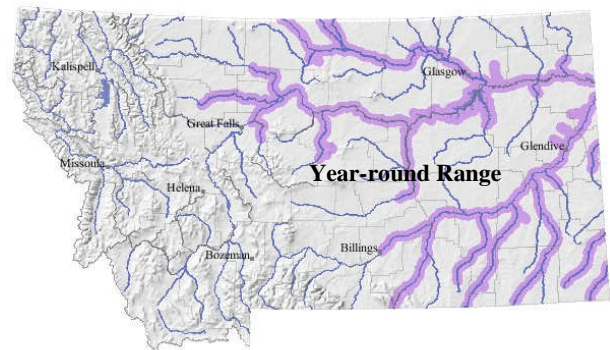 Kalispell
Glasgow
Great Falls
Glendive
Missoula
Year-round Range
Helena
Billings
Bozeman